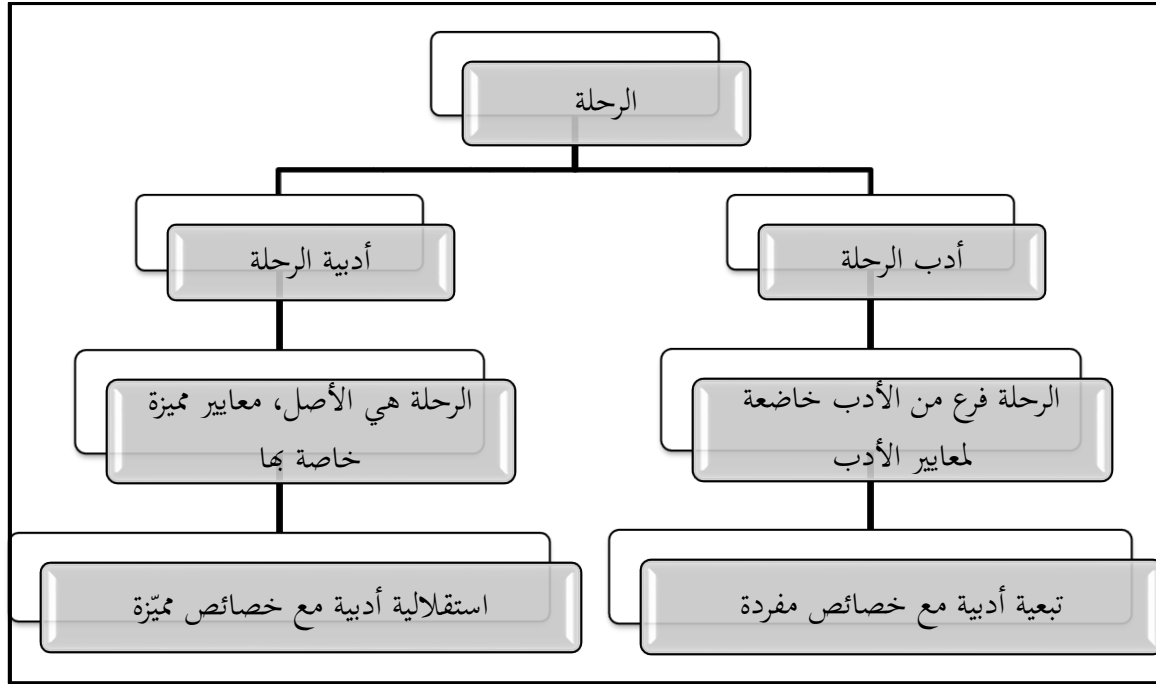 الرحلة
أدب الرحلة
أدبية الرحلة
الرحلة فرع من الأدب خاضعة
لمعايير الأدب
الرحلة هي الأصل، معايير مميزة
خاصة بها
تبعية أدبية مع خصائص مفردة
استقلالية أدبية مع خصائص مميّزة